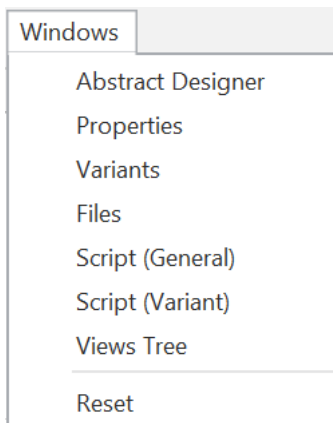 Windows
Abstract Designer
Properties
Variants
Files
Script (General)
Script (Variant)
Views Tree
Reset